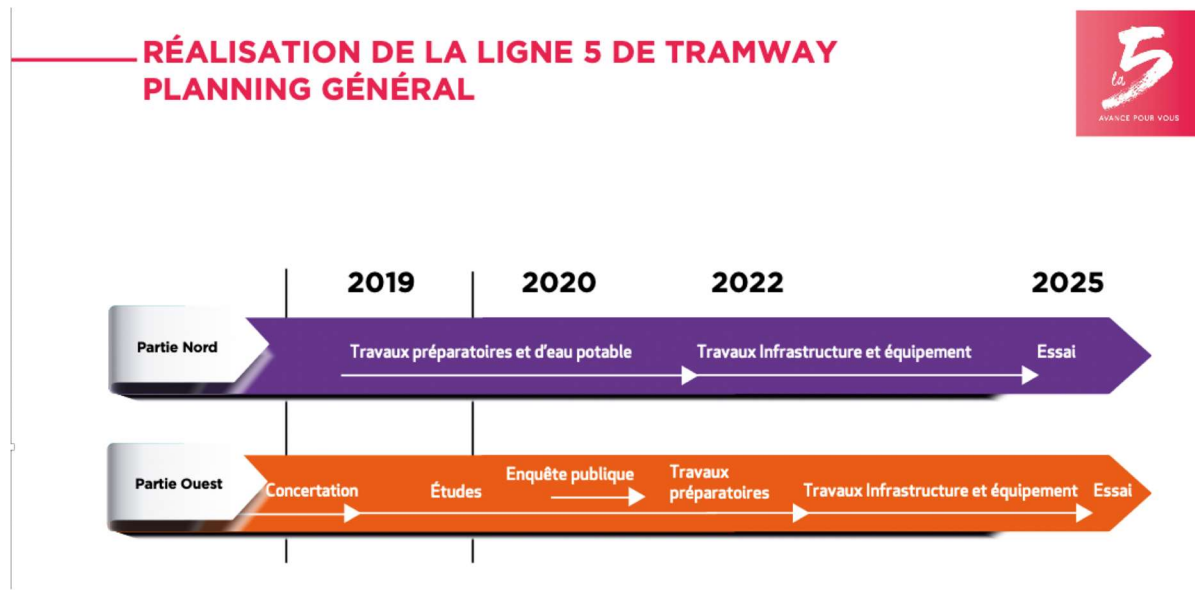 RÉALISATION DE LA LIGNE 5 DE TRAMWAY
PLANNING GÉNÉRAL
la 5
AVANCE POUR VOUS
2019 2020 2022 2025
Partie Nord
Travaux préparatoires et d'eau potable
Travaux Infrastructure et équipement
Essai
Partie Ouest
Concertation
Études
Enquête publique
Travaux
préparatoires
Travaux Infrastructure et équipement
Essai